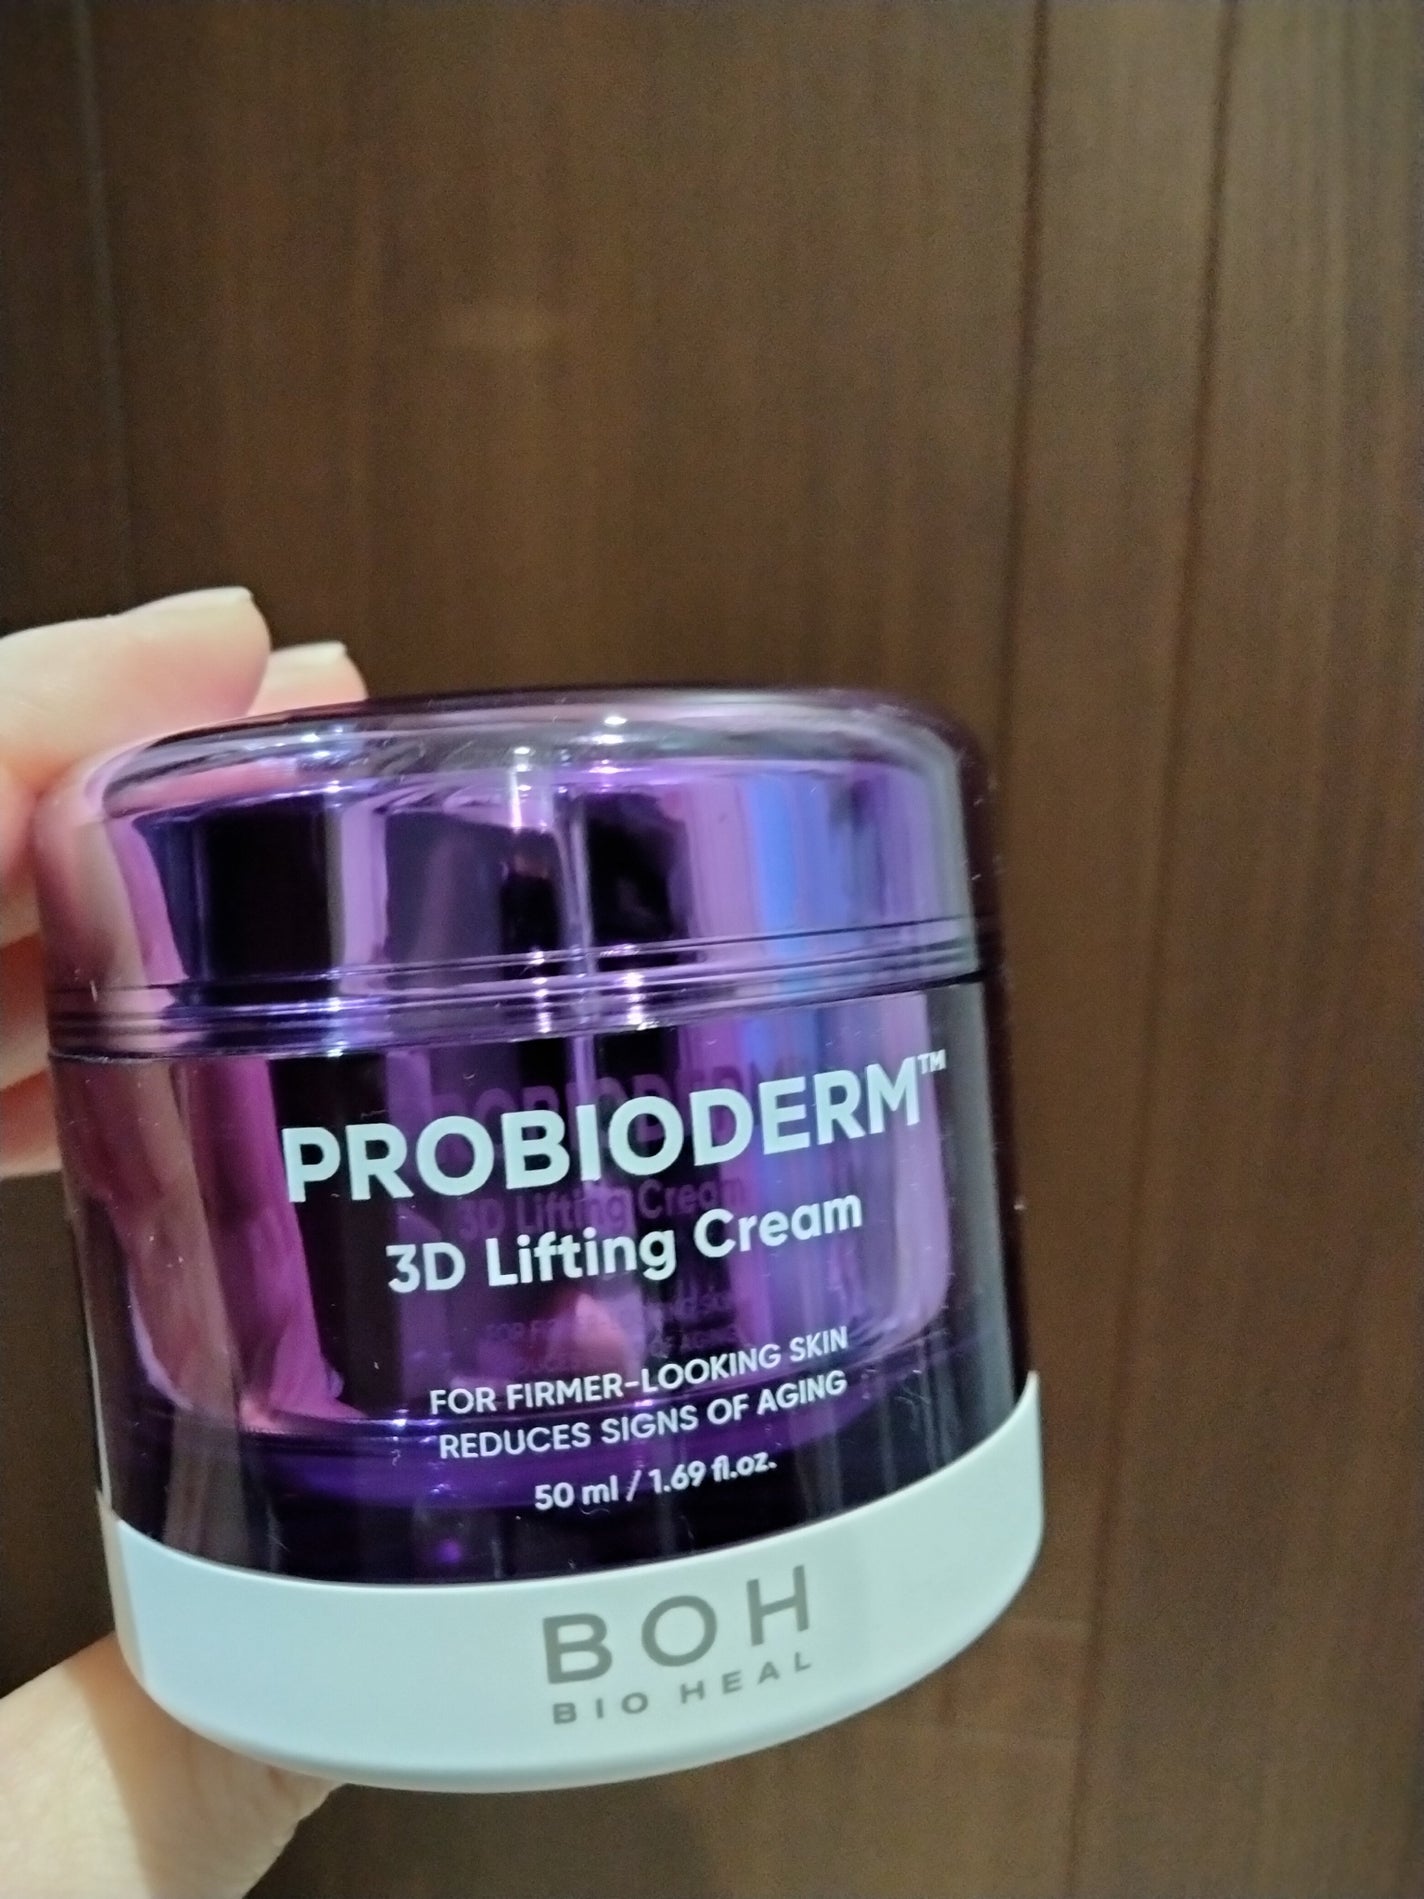 PROBIODERM™
3D Lifting Cream
FOR FIRMER-LOOKING SKIN
REDUCES SIGNS OF AGING
50 ml / 1.69 fl.oz.
BOH
BIO HEAL